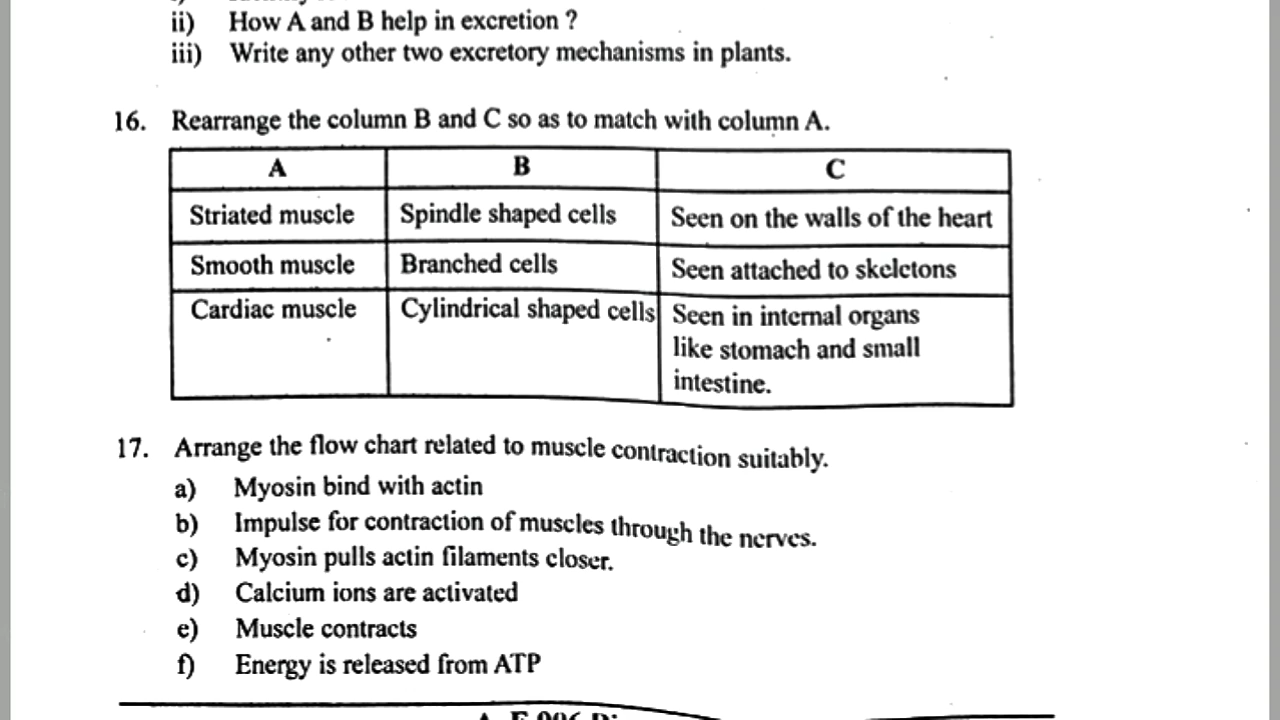 ii) How A and B help in excretion ?
iii) Write any other two excretory mechanisms in plants.
16. Rearrange the column B and C so as to match with column A.
A B C
Striated muscle Spindle shaped cells Seen on the walls of the heart
Smooth muscle Branched cells Seen attached to skeletons
Cardiac muscle Cylindrical shaped cells Seen in internal organs
like stomach and small
intestine.
17. Arrange the flow chart related to muscle contraction suitably.
a) Myosin bind with actin
b) Impulse for contraction of muscles through the nerves.
c) Myosin pulls actin filaments closer.
d) Calcium ions are activated
e) Muscle contracts
f) Energy is released from ATP